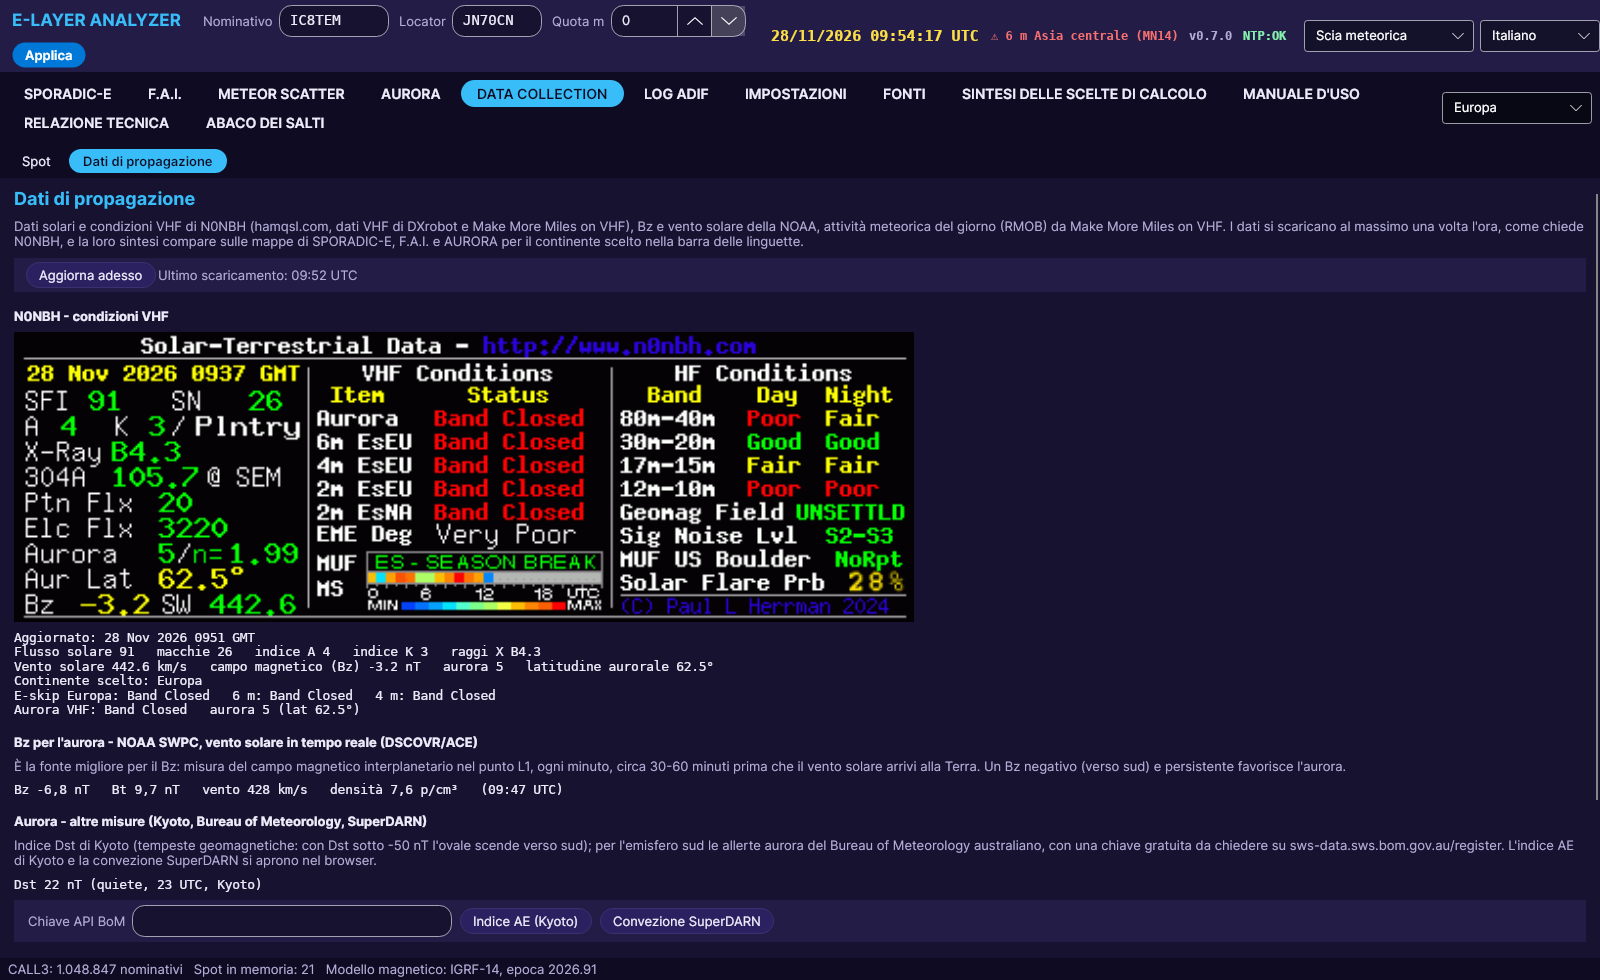 E-LAYER ANALYZER Nominativo IC8TEM Locator JN70CN Quota m 0
28/11/2026 09:54:17 UTC ⚠ 6 m Asia centrale (MN14) v0.7.0 NTP:OK Scia meteorica Italiano
Applica
SPORADIC-E F.A.I. METEOR SCATTER AURORA DATA COLLECTION LOG ADIF IMPOSTAZIONI FONTI SINTESI DELLE SCELTE DI CALCOLO MANUALE D'USO
RELAZIONE TECNICA ABACO DEI SALTI
Europa
Spot Dati di propagazione
Dati di propagazione
Dati solari e condizioni VHF di N0NBH (hamqsl.com, dati VHF di DXrobot e Make More Miles on VHF), Bz e vento solare della NOAA, attività meteorica del giorno (RMOB) da Make More Miles on VHF. I dati si scaricano al massimo una volta l'ora, come chiede
N0NBH, e la loro sintesi compare sulle mappe di SPORADIC-E, F.A.I. e AURORA per il continente scelto nella barra delle linguette.
Aggiorna adesso Ultimo scaricamento: 09:52 UTC
N0NBH - condizioni VHF
Solar-Terrestrial Data - http://www.n0nbh.com
28 Nov 2026 0937 GMT
SFI 91 SN 26
A 4 K 3/Plntry
X-Ray B4.3
304A 105.7 @ SEM
Ptn Flx 20
Elc Flx 3220
Aurora 5/n=1.99
Aur Lat 62.5°
Bz -3.2 SW 442.6
VHF Conditions
Item Status
Aurora Band Closed
6m EsEU Band Closed
4m EsEU Band Closed
2m EsEU Band Closed
2m EsNA Band Closed
EME Deg Very Poor
MUF ES-SEASON BREAK
MS
0 6 12 18 UTC
MIN MAX
HF Conditions
Band Day Night
80m-40m Poor Fair
30m-20m Good Good
17m-15m Fair Fair
12m-10m Poor Poor
Geomag Field UNSETTLD
Sig Noise Lvl S2-S3
MUF US Boulder NoRpt
Solar Flare Prb 28%
(C) Paul L Herrman 2024
Aggiornato: 28 Nov 2026 0951 GMT
Flusso solare 91 macchie 26 indice A 4 indice K 3 raggi X B4.3
Vento solare 442.6 km/s campo magnetico (Bz) -3.2 nT aurora 5 latitudine aurorale 62.5°
Continente scelto: Europa
E-skip Europa: Band Closed 6 m: Band Closed 4 m: Band Closed
Aurora VHF: Band Closed aurora 5 (lat 62.5°)
Bz per l'aurora - NOAA SWPC, vento solare in tempo reale (DSCOVR/ACE)
È la fonte migliore per il Bz: misura del campo magnetico interplanetario nel punto L1, ogni minuto, circa 30-60 minuti prima che il vento solare arrivi alla Terra. Un Bz negativo (verso sud) e persistente favorisce l'aurora.
Bz -6,8 nT Bt 9,7 nT vento 428 km/s densità 7,6 p/cm³ (09:47 UTC)
Aurora - altre misure (Kyoto, Bureau of Meteorology, SuperDARN)
Indice Dst di Kyoto (tempeste geomagnetiche: con Dst sotto -50 nT l'ovale scende verso sud); per l'emisfero sud le allerte aurora del Bureau of Meteorology australiano, con una chiave gratuita da chiedere su sws-data.sws.bom.gov.au/register. L'indice AE
di Kyoto e la convezione SuperDARN si aprono nel browser.
Dst 22 nT (quiete, 23 UTC, Kyoto)
Chiave API BoM Indice AE (Kyoto) Convezione SuperDARN
CALL3: 1.048.847 nominativi Spot in memoria: 21 Modello magnetico: IGRF-14, epoca 2026.91